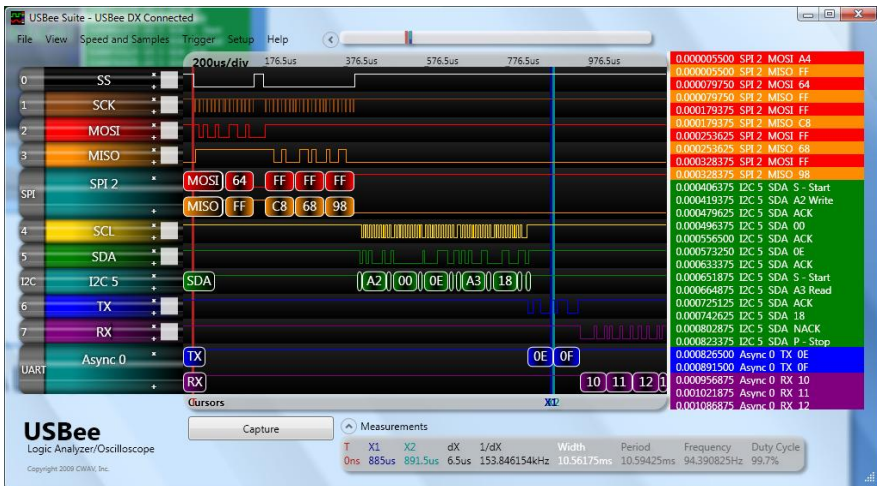 USBee Suite - USBee DX Connected
File View Speed and Samples Trigger Setup Help
200us/div 176.5us 376.5us 576.5us 776.5us 976.5us
0 SS
1 SCK
2 MOSI
3 MISO
SPI SPI 2
MOSI 64 FF FF FF
MISO FF C8 68 98
4 SCL
5 SDA
I2C I2C 5 SDA A2 00 0E A3 18
6 TX
7 RX
UART Async 0
TX 0E 0F
RX 10 11 12 1
Cursors
0.000005500 SPI 2 MOSI A4
0.000005500 SPI 2 MISO FF
0.000079750 SPI 2 MOSI 64
0.000079750 SPI 2 MISO FF
0.000179375 SPI 2 MOSI FF
0.000179375 SPI 2 MISO C8
0.000253625 SPI 2 MOSI FF
0.000253625 SPI 2 MISO 68
0.000328375 SPI 2 MOSI FF
0.000328375 SPI 2 MISO 98
0.000406375 I2C 5 SDA S - Start
0.000419375 I2C 5 SDA A2 Write
0.000479625 I2C 5 SDA ACK
0.000496375 I2C 5 SDA 00
0.000556500 I2C 5 SDA ACK
0.000573250 I2C 5 SDA 0E
0.000633375 I2C 5 SDA ACK
0.000651875 I2C 5 SDA S - Start
0.000664875 I2C 5 SDA A3 Read
0.000725125 I2C 5 SDA ACK
0.000742625 I2C 5 SDA 18
0.000802875 I2C 5 SDA NACK
0.000823375 I2C 5 SDA P - Stop
0.000826500 Async 0 TX 0E
0.000891500 Async 0 TX 0F
0.000956875 Async 0 RX 10
0.001021875 Async 0 RX 11
0.001086875 Async 0 RX 12
USBee
Logic Analyzer/Oscilloscope
Copyright 2009 CWAV, Inc.
Capture
Measurements
T X1 X2 dX 1/dX Width Period Frequency Duty Cycle
0ns 885us 891.5us 6.5us 153.846154kHz 10.56175ms 10.59425ms 94.390825Hz 99.7%